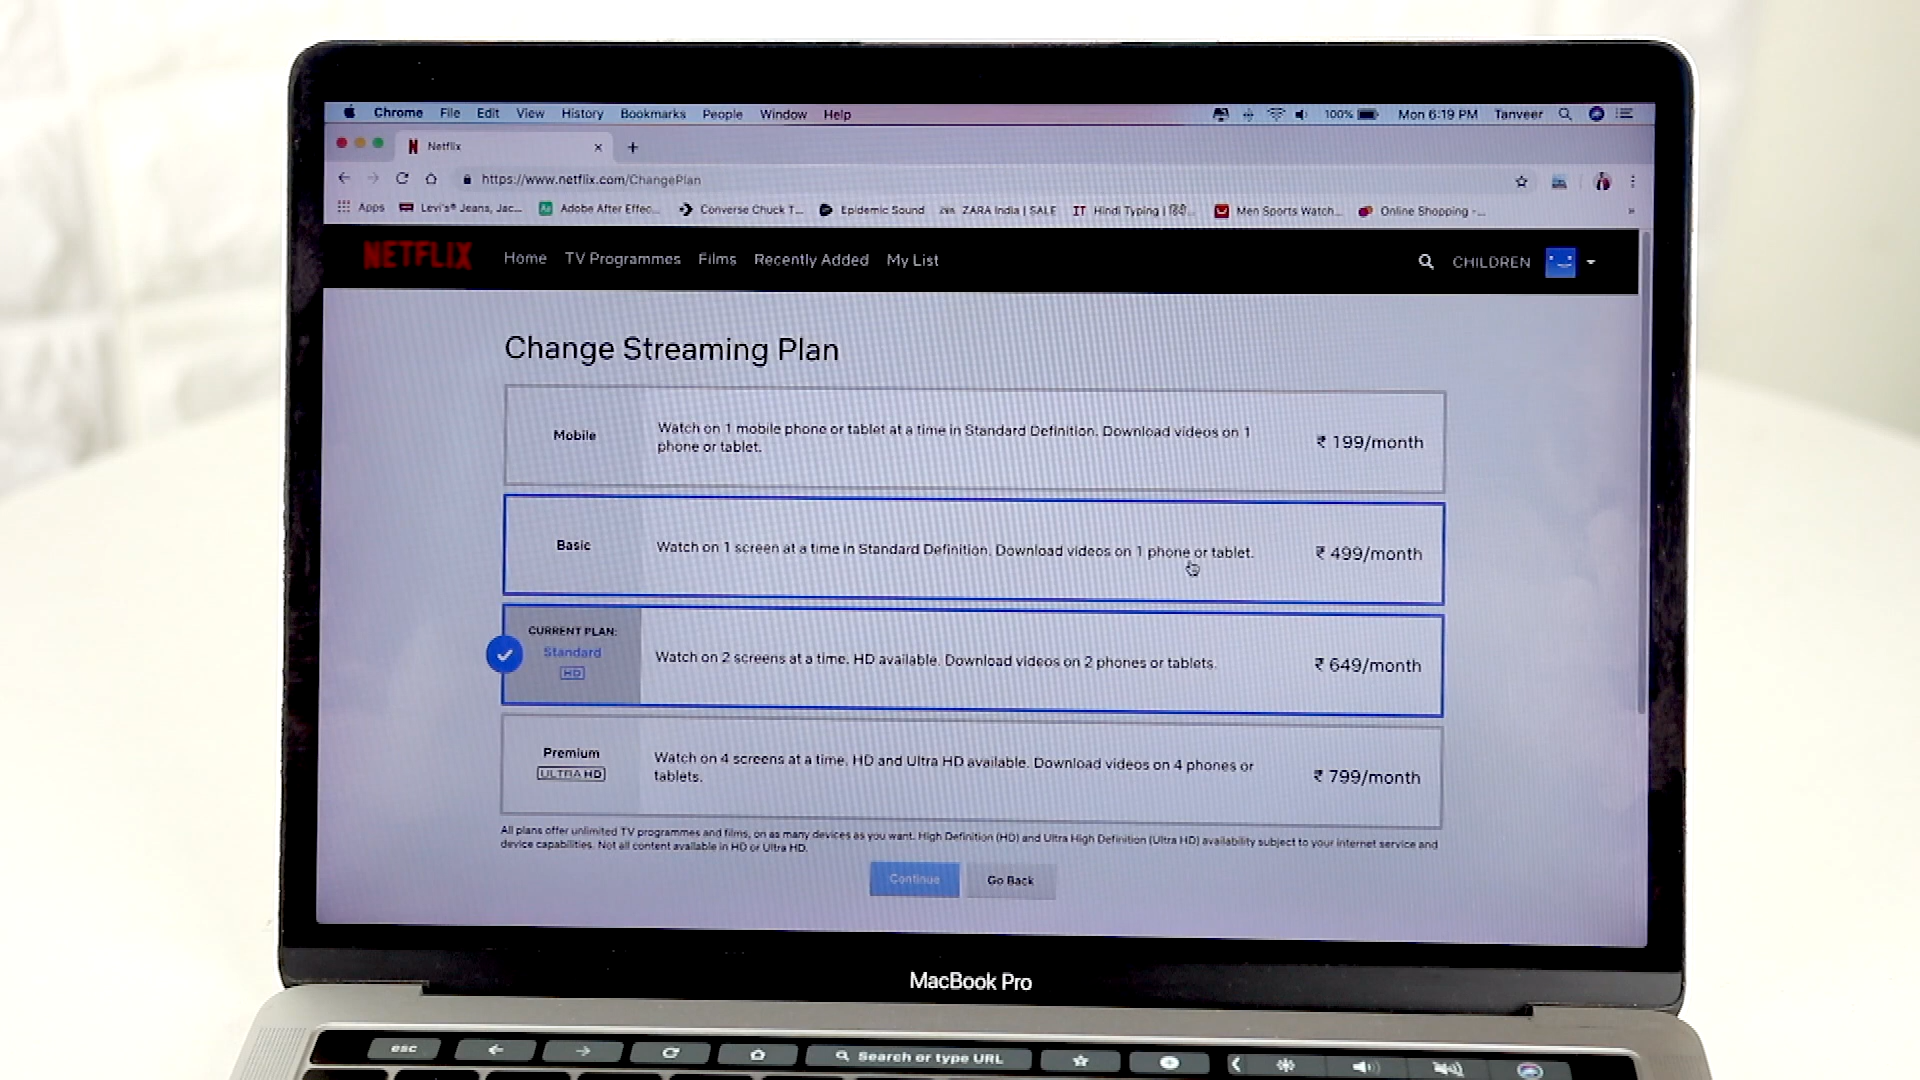 Chrome File Edit View History Bookmarks People Window Help 100% Mon 6:19 PM Tanveer
Netflix
https://www.netflix.com/ChangePlan
Apps Levi's® Jeans, Jac... Adobe After Effec... Converse Chuck T... Epidemic Sound ZARA India | SALE IT Hindi Typing | हिंदी... Men Sports Watch... Online Shopping -...
NETFLIX Home TV Programmes Films Recently Added My List CHILDREN
Change Streaming Plan
Mobile
Watch on 1 mobile phone or tablet at a time in Standard Definition. Download videos on 1
phone or tablet.
₹ 199/month
Basic
Watch on 1 screen at a time in Standard Definition. Download videos on 1 phone or tablet.
₹ 499/month
CURRENT PLAN:
Standard
HD
Watch on 2 screens at a time. HD available. Download videos on 2 phones or tablets.
₹ 649/month
Premium
ULTRA HD
Watch on 4 screens at a time. HD and Ultra HD available. Download videos on 4 phones or
tablets.
₹ 799/month
All plans offer unlimited TV programmes and films, on as many devices as you want. High Definition (HD) and Ultra High Definition (Ultra HD) availability subject to your internet service and
device capabilities. Not all content available in HD or Ultra HD.
Continue Go Back
MacBook Pro
esc Search or type URL